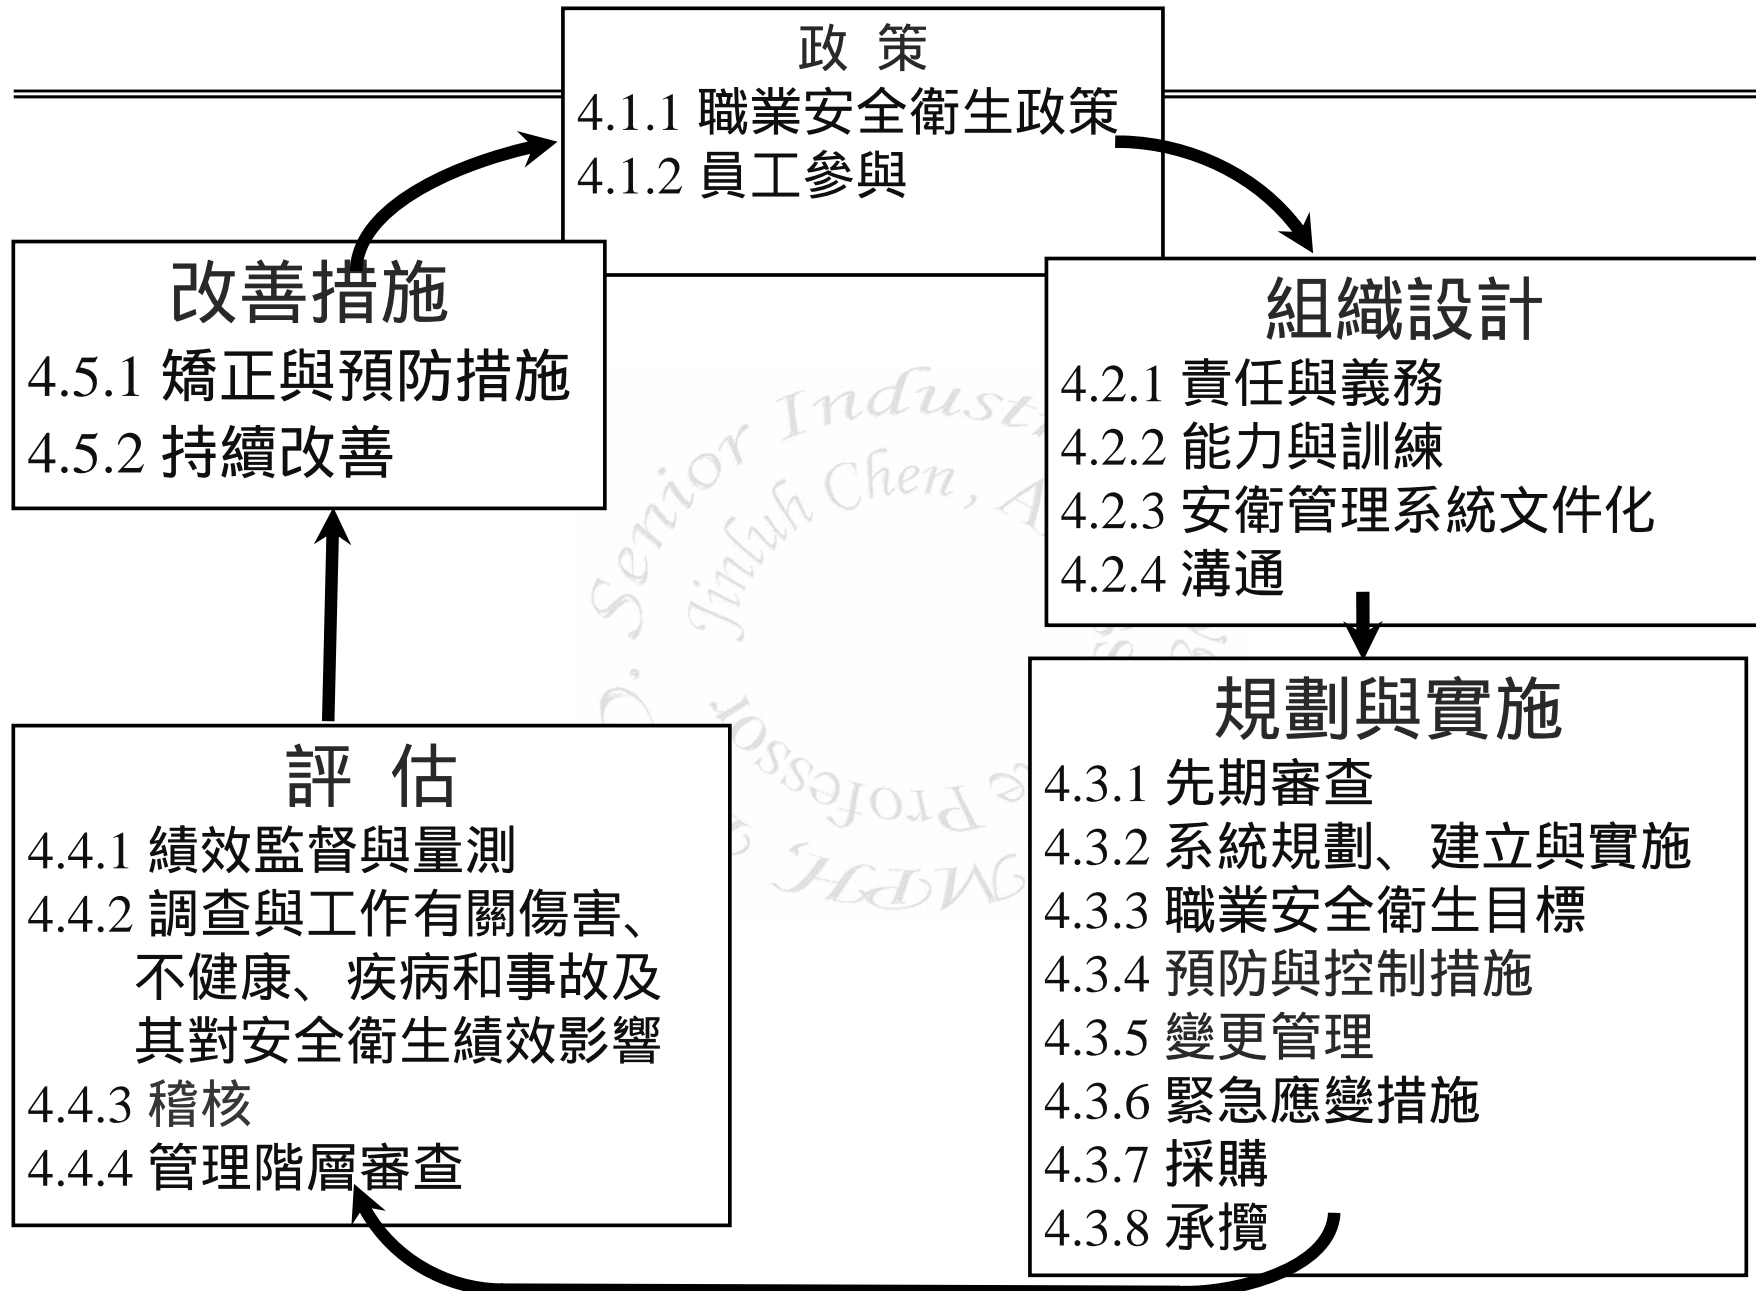 政 策
4.1.1 職業安全衛生政策
4.1.2 員工參與
改善措施
4.5.1 矯正與預防措施
4.5.2 持續改善
組織設計
4.2.1 責任與義務
4.2.2 能力與訓練
4.2.3 安衛管理系統文件化
4.2.4 溝通
規劃與實施
4.3.1 先期審查
4.3.2 系統規劃、建立與實施
4.3.3 職業安全衛生目標
4.3.4 預防與控制措施
4.3.5 變更管理
4.3.6 緊急應變措施
4.3.7 採購
4.3.8 承攬
評 估
4.4.1 績效監督與量測
4.4.2 調查與工作有關傷害、
不健康、疾病和事故及
其對安全衛生績效影響
4.4.3 稽核
4.4.4 管理階層審查
Senior Indust
Jinluh Chen, A
e Professor
MPH,